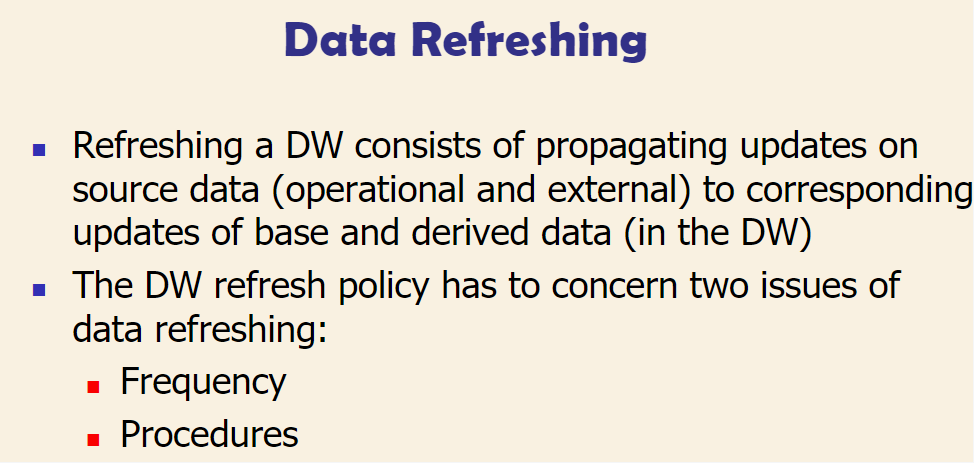 Data Refreshing
Refreshing a DW consists of propagating updates on
source data (operational and external) to corresponding
updates of base and derived data (in the DW)
The DW refresh policy has to concern two issues of
data refreshing:
Frequency
Procedures